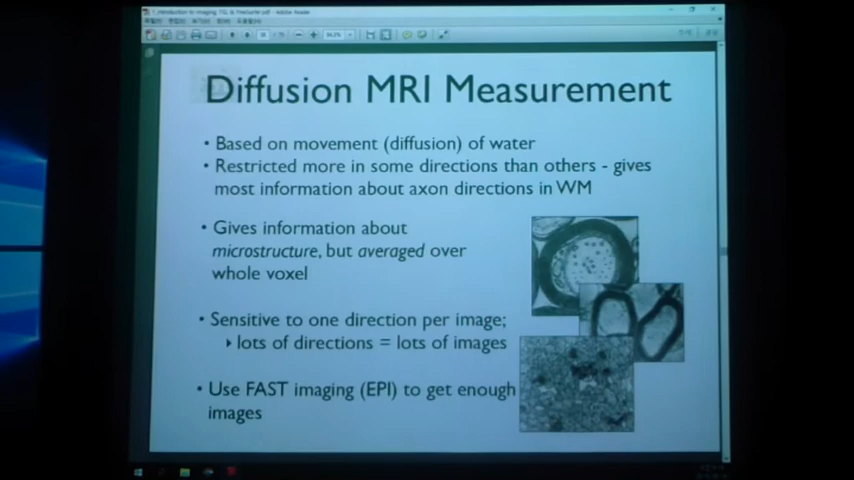 Diffusion MRI Measurement
• Based on movement (diffusion) of water
• Restricted more in some directions than others - gives
most information about axon directions in WM
• Gives information about
microstructure, but averaged over
whole voxel
• Sensitive to one direction per image;
‣ lots of directions = lots of images
• Use FAST imaging (EPI) to get enough
images